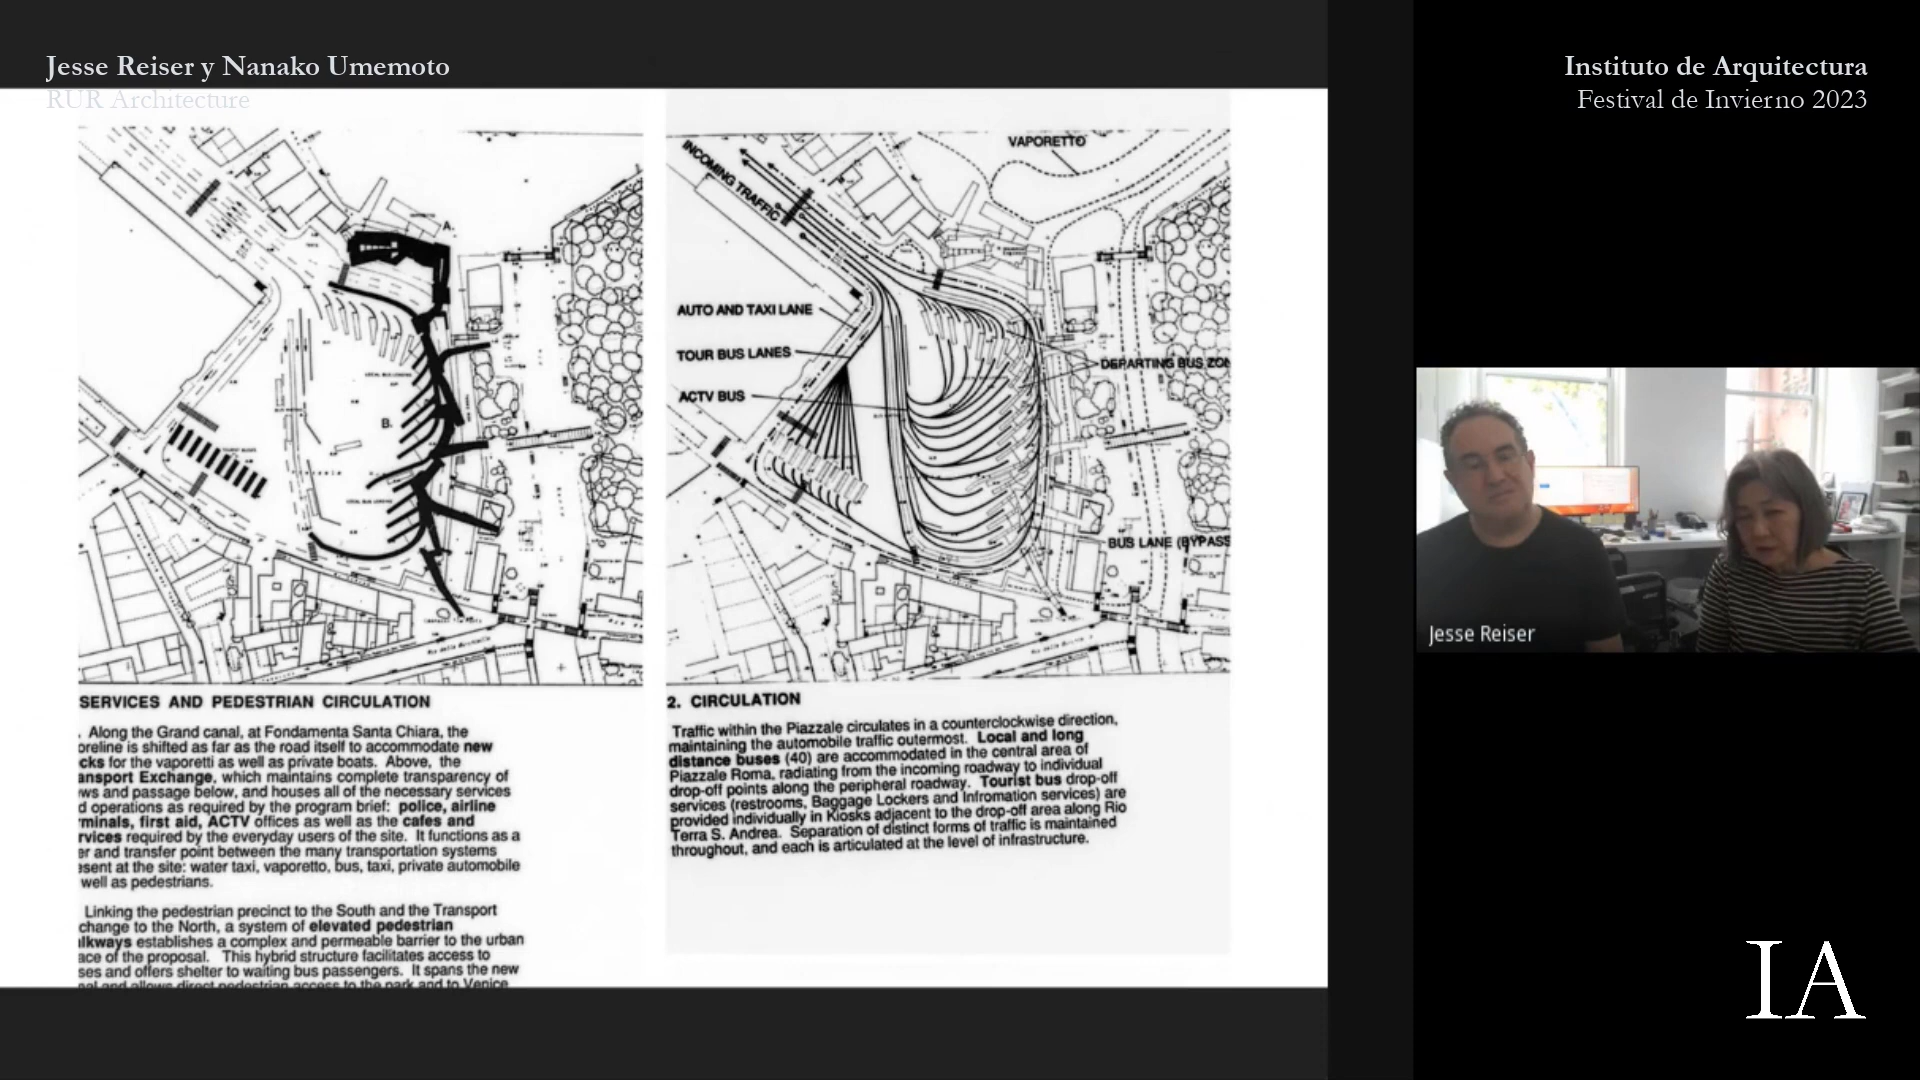 Jesse Reiser y Nanako Umemoto
RUR Architecture
Instituto de Arquitectura
Festival de Invierno 2023
A.
B.
VAPORETTO
INCOMING TRAFFIC
AUTO AND TAXI LANE
TOUR BUS LANES
ACTV BUS
DEPARTING BUS ZON
BUS LANE (BYPASS
SERVICES AND PEDESTRIAN CIRCULATION
. Along the Grand canal, at Fondamenta Santa Chiara, the
oreline is shifted as far as the road itself to accommodate new
cks for the vaporetti as well as private boats. Above, the
ansport Exchange, which maintains complete transparency of
ws and passage below, and houses all of the necessary services
d operations as required by the program brief: police, airline
rminals, first aid, ACTV offices as well as the cafes and
rvices required by the everyday users of the site. It functions as a
er and transfer point between the many transportation systems
esent at the site: water taxi, vaporetto, bus, taxi, private automobile
well as pedestrians.
Linking the pedestrian precinct to the South and the Transport
change to the North, a system of elevated pedestrian
lkways establishes a complex and permeable barrier to the urban
ace of the proposal. This hybrid structure facilitates access to
ses and offers shelter to waiting bus passengers. It spans the new
nal and allows direct pedestrian access to the park and to Venice
2. CIRCULATION
Traffic within the Piazzale circulates in a counterclockwise direction,
maintaining the automobile traffic outermost. Local and long
distance buses (40) are accommodated in the central area of
Piazzale Roma, radiating from the incoming roadway to individual
drop-off points along the peripheral roadway. Tourist bus drop-off
services (restrooms, Baggage Lockers and Infromation services) are
provided individually in Kiosks adjacent to the drop-off area along Rio
Terra S. Andrea. Separation of distinct forms of traffic is maintained
throughout, and each is articulated at the level of infrastructure.
Jesse Reiser
IA